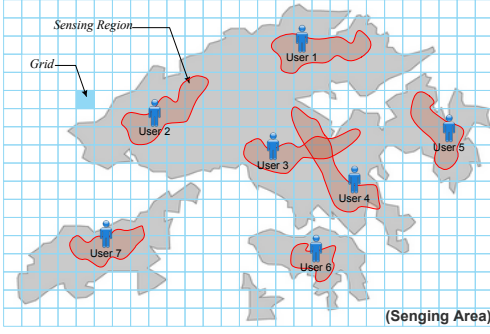 Sensing Region
User 1
Grid
User 2
User 5
User 3
User 4
User 7
User 6
(Senging Area)